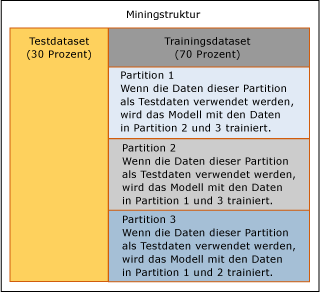 Miningstruktur
Testdataset
(30 Prozent)
Trainingsdataset
(70 Prozent)
Partition 1
Wenn die Daten dieser Partition
als Testdaten verwendet werden,
wird das Modell mit den Daten
in Partition 2 und 3 trainiert.
Partition 2
Wenn die Daten dieser Partition
als Testdaten verwendet werden,
wird das Modell mit den Daten
in Partition 1 und 3 trainiert.
Partition 3
Wenn die Daten dieser Partition
als Testdaten verwendet werden,
wird das Modell mit den Daten
in Partition 1 und 2 trainiert.